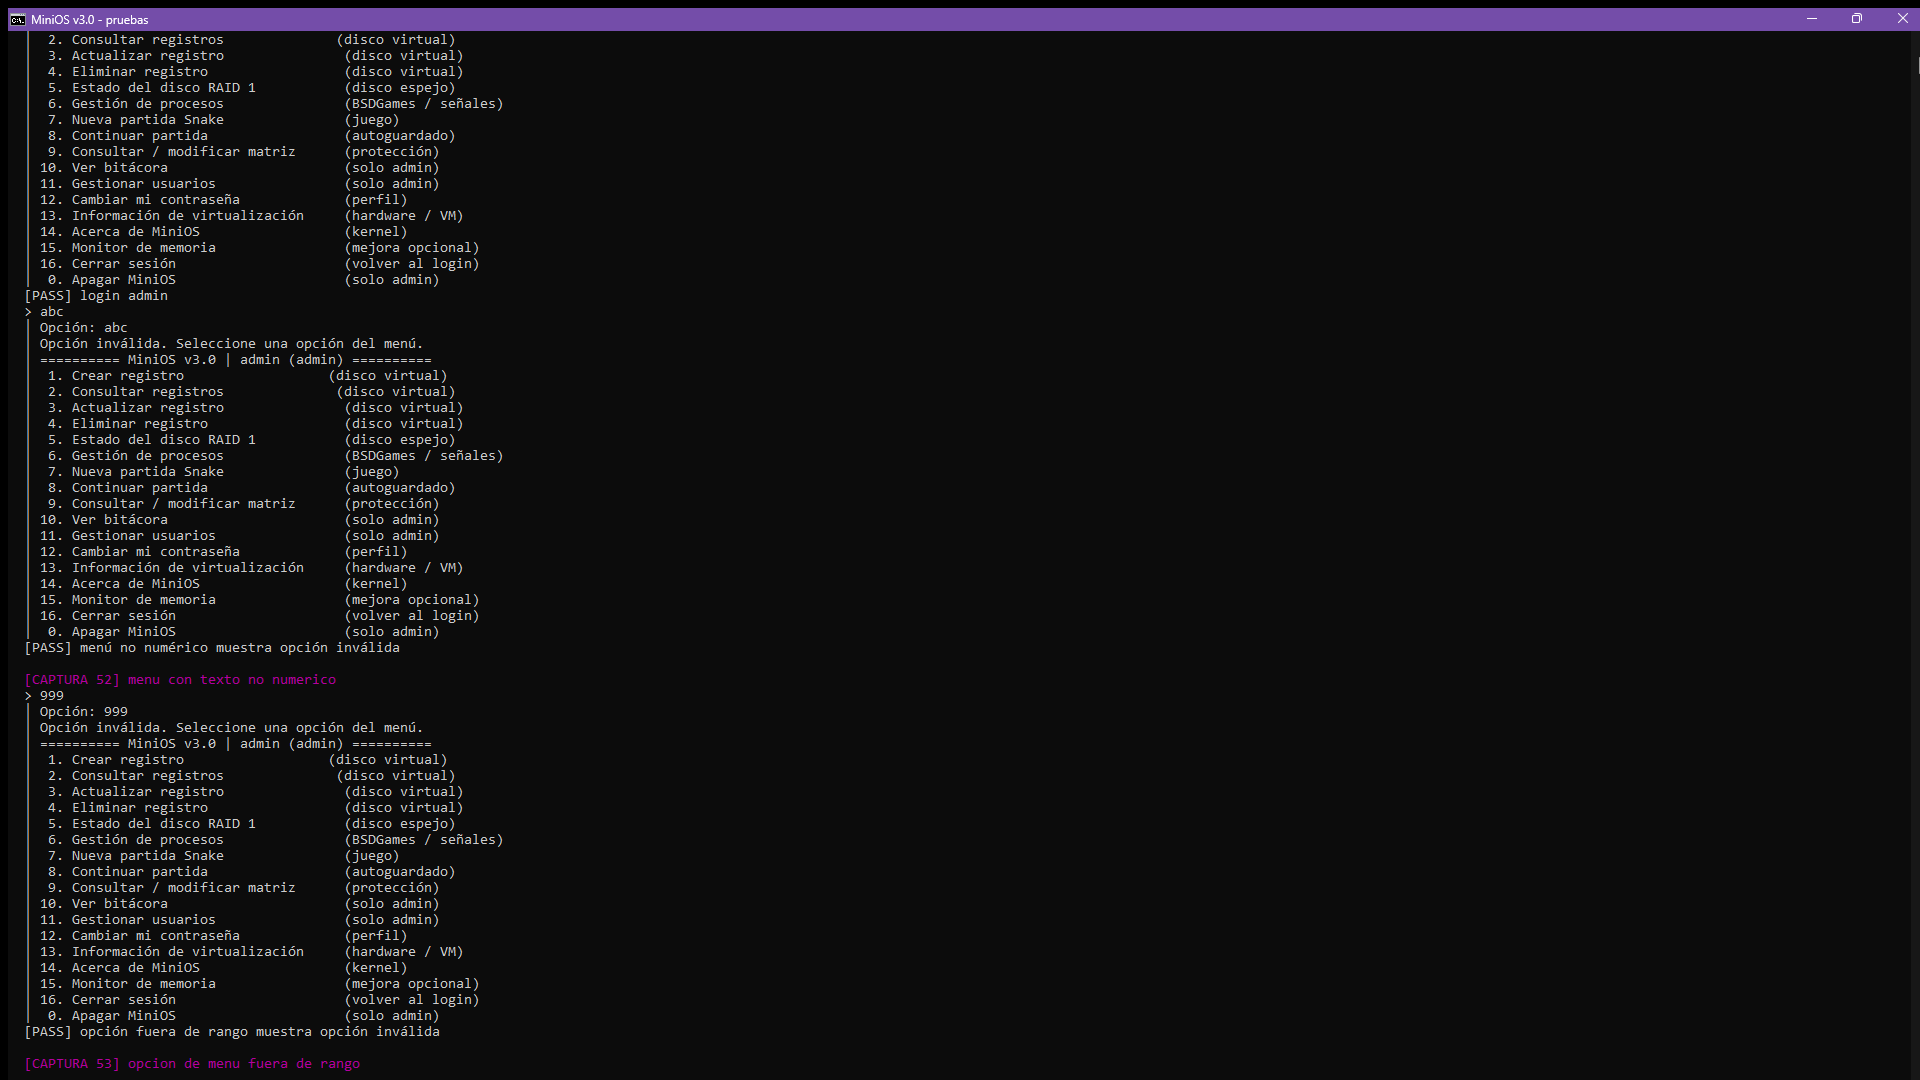 MiniOS v3.0 - pruebas
2. Consultar registros (disco virtual)
3. Actualizar registro (disco virtual)
4. Eliminar registro (disco virtual)
5. Estado del disco RAID 1 (disco espejo)
6. Gestión de procesos (BSDGames / señales)
7. Nueva partida Snake (juego)
8. Continuar partida (autoguardado)
9. Consultar / modificar matriz (protección)
10. Ver bitácora (solo admin)
11. Gestionar usuarios (solo admin)
12. Cambiar mi contraseña (perfil)
13. Información de virtualización (hardware / VM)
14. Acerca de MiniOS (kernel)
15. Monitor de memoria (mejora opcional)
16. Cerrar sesión (volver al login)
0. Apagar MiniOS (solo admin)
[PASS] login admin
> abc
Opción: abc
Opción inválida. Seleccione una opción del menú.
========== MiniOS v3.0 | admin (admin) ==========
1. Crear registro (disco virtual)
2. Consultar registros (disco virtual)
3. Actualizar registro (disco virtual)
4. Eliminar registro (disco virtual)
5. Estado del disco RAID 1 (disco espejo)
6. Gestión de procesos (BSDGames / señales)
7. Nueva partida Snake (juego)
8. Continuar partida (autoguardado)
9. Consultar / modificar matriz (protección)
10. Ver bitácora (solo admin)
11. Gestionar usuarios (solo admin)
12. Cambiar mi contraseña (perfil)
13. Información de virtualización (hardware / VM)
14. Acerca de MiniOS (kernel)
15. Monitor de memoria (mejora opcional)
16. Cerrar sesión (volver al login)
0. Apagar MiniOS (solo admin)
[PASS] menú no numérico muestra opción inválida
[CAPTURA 52] menu con texto no numerico
> 999
Opción: 999
Opción inválida. Seleccione una opción del menú.
========== MiniOS v3.0 | admin (admin) ==========
1. Crear registro (disco virtual)
2. Consultar registros (disco virtual)
3. Actualizar registro (disco virtual)
4. Eliminar registro (disco virtual)
5. Estado del disco RAID 1 (disco espejo)
6. Gestión de procesos (BSDGames / señales)
7. Nueva partida Snake (juego)
8. Continuar partida (autoguardado)
9. Consultar / modificar matriz (protección)
10. Ver bitácora (solo admin)
11. Gestionar usuarios (solo admin)
12. Cambiar mi contraseña (perfil)
13. Información de virtualización (hardware / VM)
14. Acerca de MiniOS (kernel)
15. Monitor de memoria (mejora opcional)
16. Cerrar sesión (volver al login)
0. Apagar MiniOS (solo admin)
[PASS] opción fuera de rango muestra opción inválida
[CAPTURA 53] opcion de menu fuera de rango